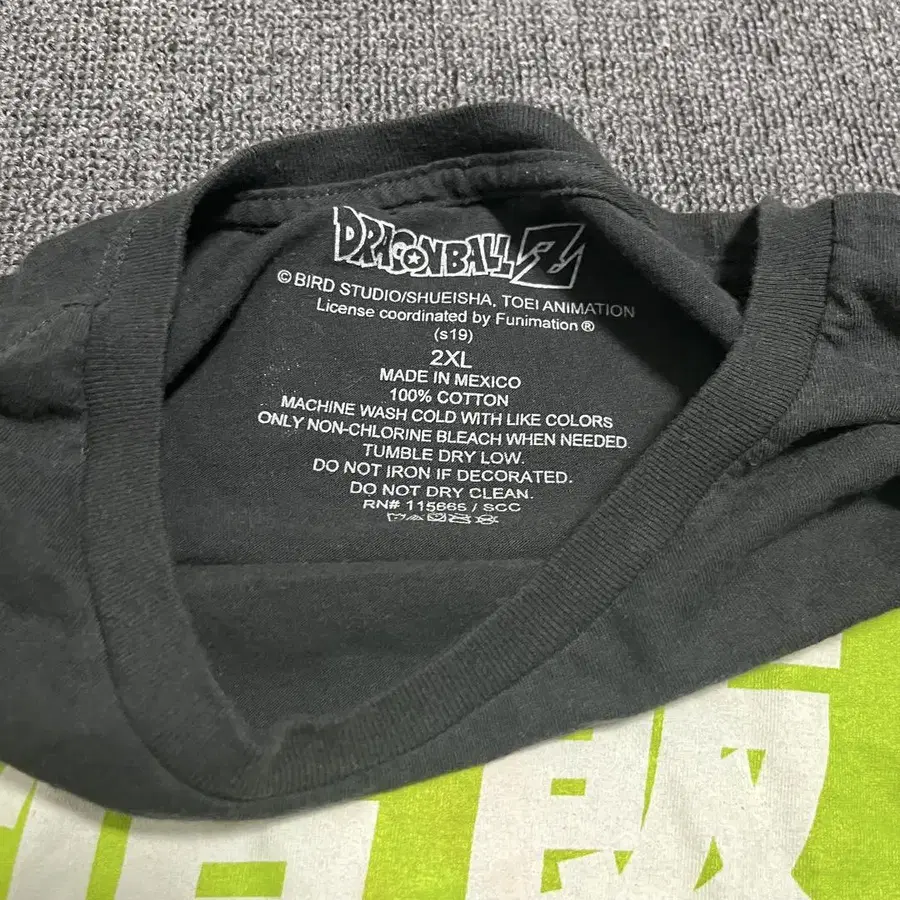 DRAGONBALL Z
© BIRD STUDIO/SHUEISHA, TOEI ANIMATION
License coordinated by Funimation ®
(s19)
2XL
MADE IN MEXICO
100% COTTON
MACHINE WASH COLD WITH LIKE COLORS
ONLY NON-CHLORINE BLEACH WHEN NEEDED.
TUMBLE DRY LOW.
DO NOT IRON IF DECORATED.
DO NOT DRY CLEAN.
RN# 115665 / SCC